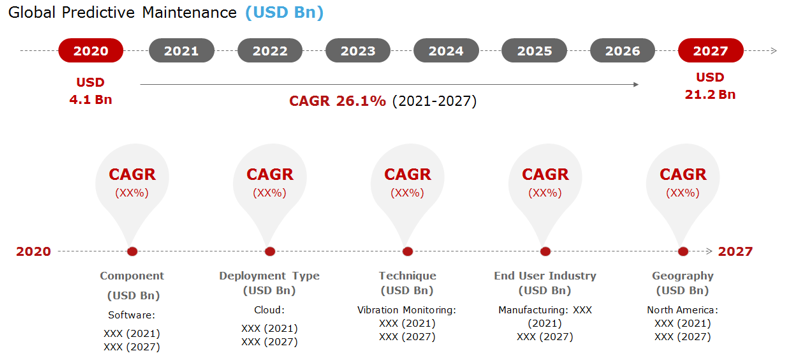 Global Predictive Maintenance (USD Bn)
2020 2021 2022 2023 2024 2025 2026 2027
USD
4.1 Bn
USD
21.2 Bn
CAGR 26.1% (2021-2027)
CAGR
(XX%)
CAGR
(XX%)
CAGR
(XX%)
CAGR
(XX%)
CAGR
(XX%)
2020
2027
Component
(USD Bn)
Software:
XXX (2021)
XXX (2027)
Deployment Type
(USD Bn)
Cloud:
XXX (2021)
XXX (2027)
Technique
(USD Bn)
Vibration Monitoring:
XXX (2021)
XXX (2027)
End User Industry
(USD Bn)
Manufacturing: XXX
(2021)
XXX (2027)
Geography
(USD Bn)
North America:
XXX (2021)
XXX (2027)